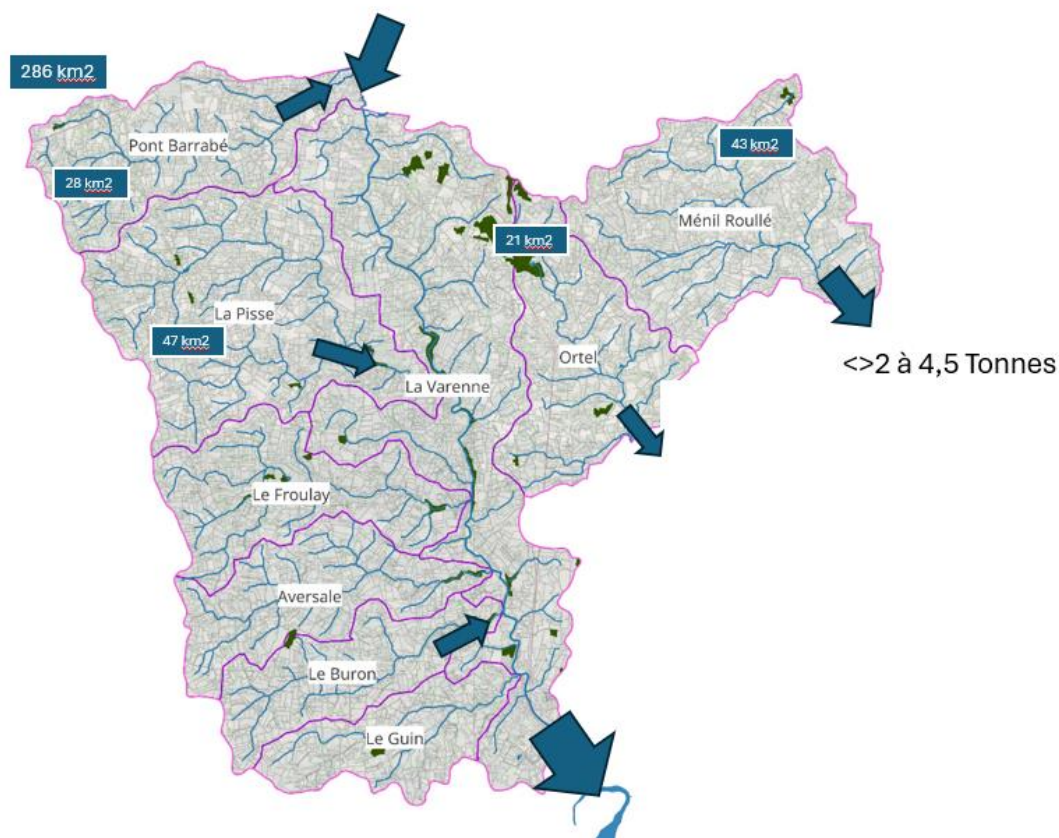 286 km2
Pont Barrabé
43 km2
28 km2
Ménil Roullé
21 km2
La Pisse
47 km2
Ortel
<>2 à 4,5 Tonnes
La Varenne
Le Froulay
Aversale
Le Buron
Le Guin